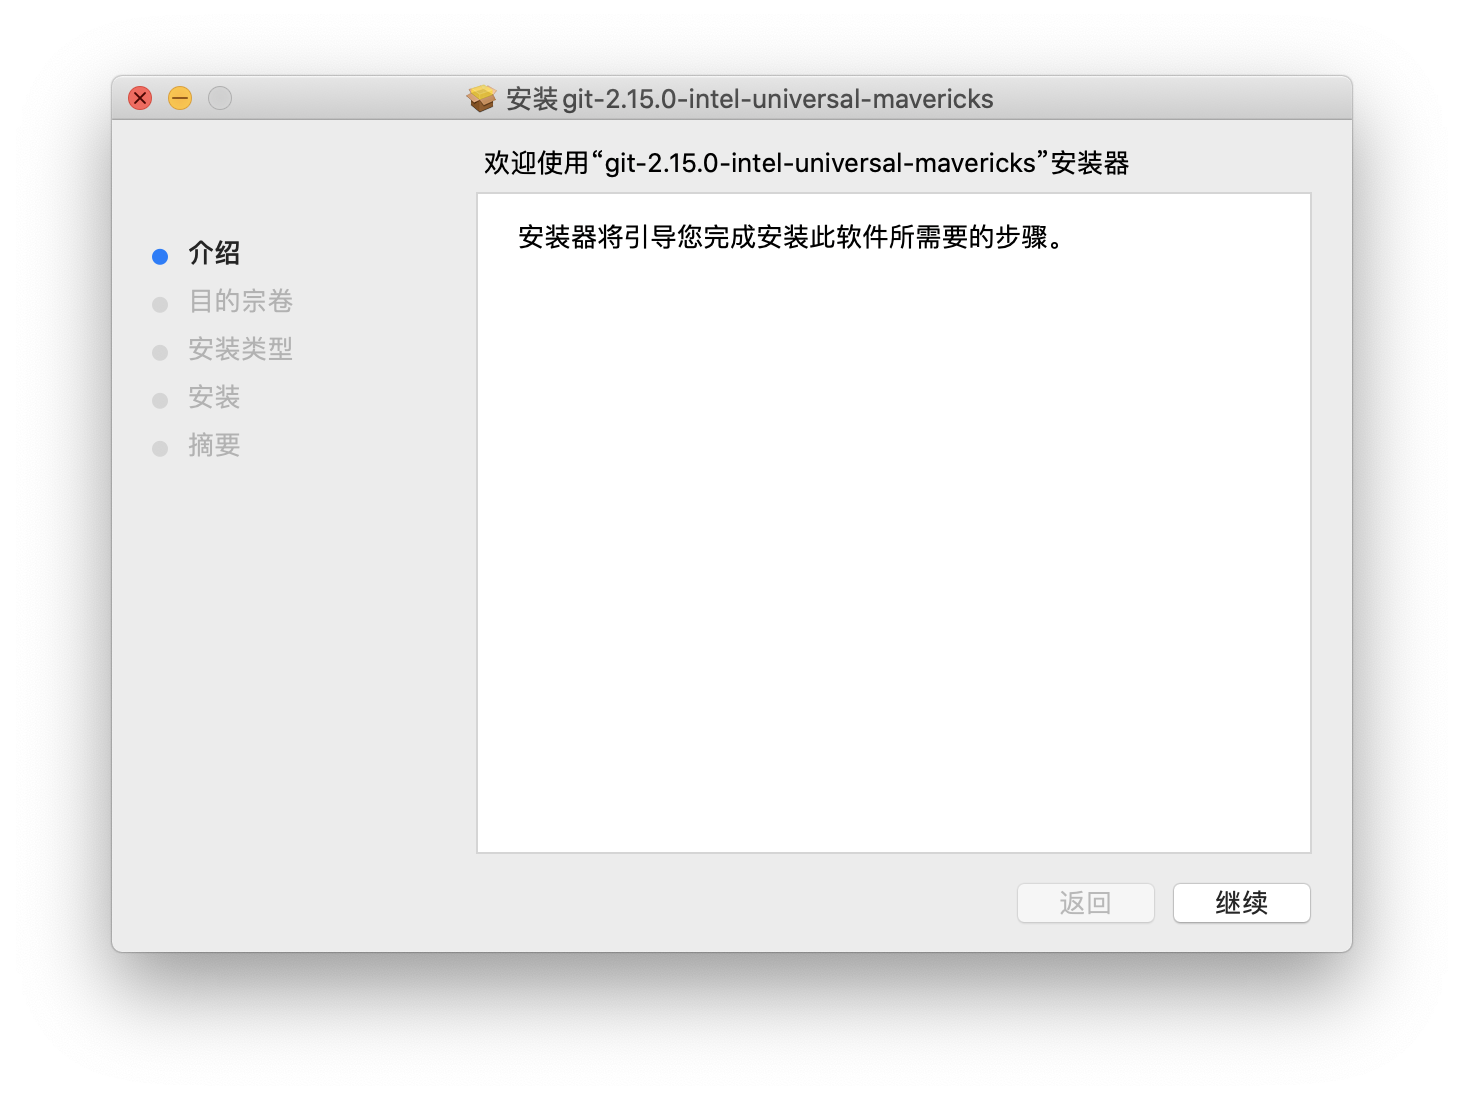 安装git-2.15.0-intel-universal-mavericks
欢迎使用“git-2.15.0-intel-universal-mavericks”安装器
介绍
目的宗卷
安装类型
安装
摘要
安装器将引导您完成安装此软件所需要的步骤。
返回
继续